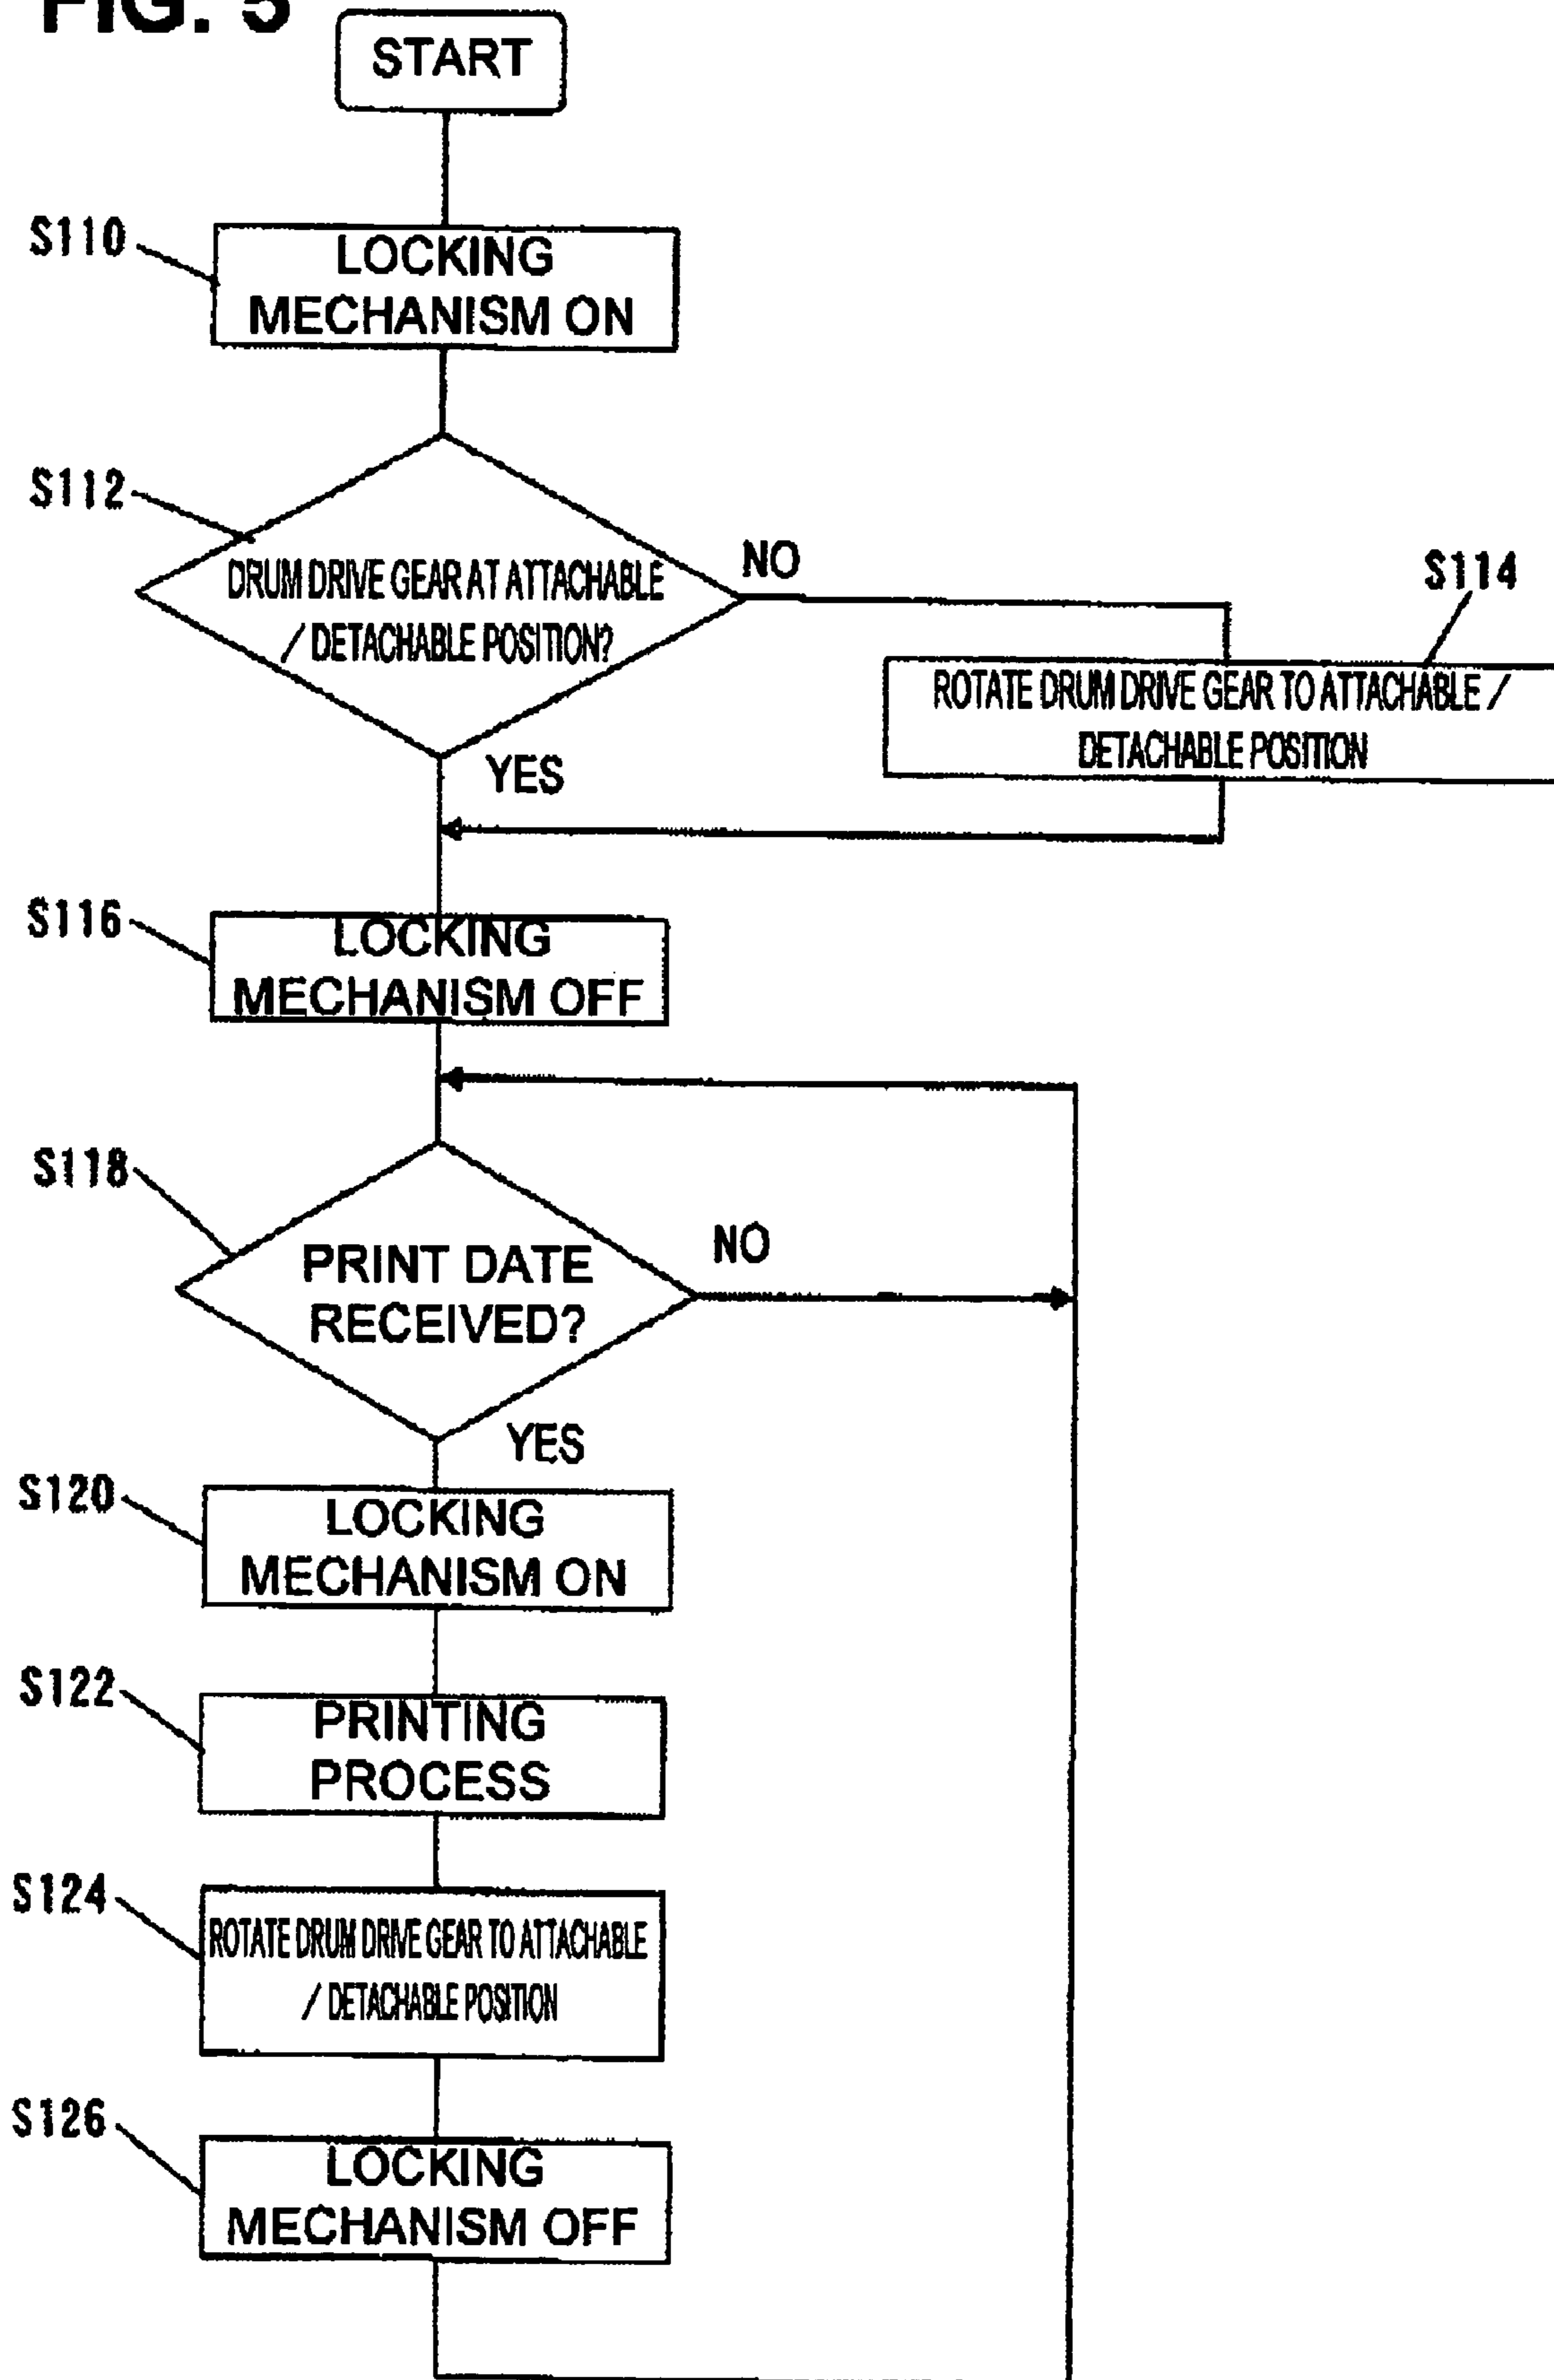 FIG. 5
START
S110
LOCKING
MECHANISM ON
S112
DRUM DRIVE GEAR AT ATTACHABLE
/ DETACHABLE POSITION?
NO
YES
S114
ROTATE DRUM DRIVE GEAR TO ATTACHABLE /
DETACHABLE POSITION
S116
LOCKING
MECHANISM OFF
S118
PRINT DATE
RECEIVED?
NO
YES
S120
LOCKING
MECHANISM ON
S122
PRINTING
PROCESS
S124
ROTATE DRUM DRIVE GEAR TO ATTACHABLE
/ DETACHABLE POSITION
S126
LOCKING
MECHANISM OFF